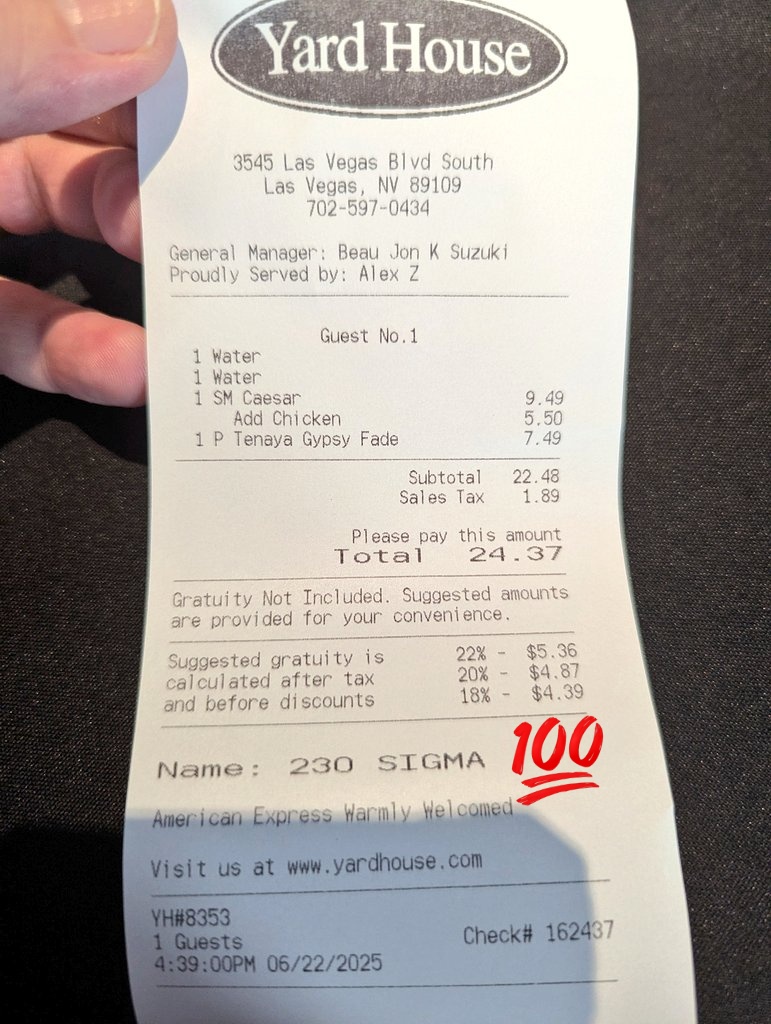 Yard House
3545 Las Vegas Blvd South
Las Vegas, NV 89109
702-597-0434
General Manager: Beau Jon K Suzuki
Proudly Served by: Alex Z
Guest No.1
1 Water
1 Water
1 SM Caesar 9.49
Add Chicken 5.50
1 P Tenaya Gypsy Fade 7.49
Subtotal 22.48
Sales Tax 1.89
Please pay this amount
Total 24.37
Gratuity Not Included. Suggested amounts
are provided for your convenience.
Suggested gratuity is 22% - $5.36
calculated after tax 20% - $4.87
and before discounts 18% - $4.39
Name: 230 SIGMA 100
American Express Warmly Welcomed
Visit us at www.yardhouse.com
YH#8353
1 Guests Check# 162437
4:39:00PM 06/22/2025